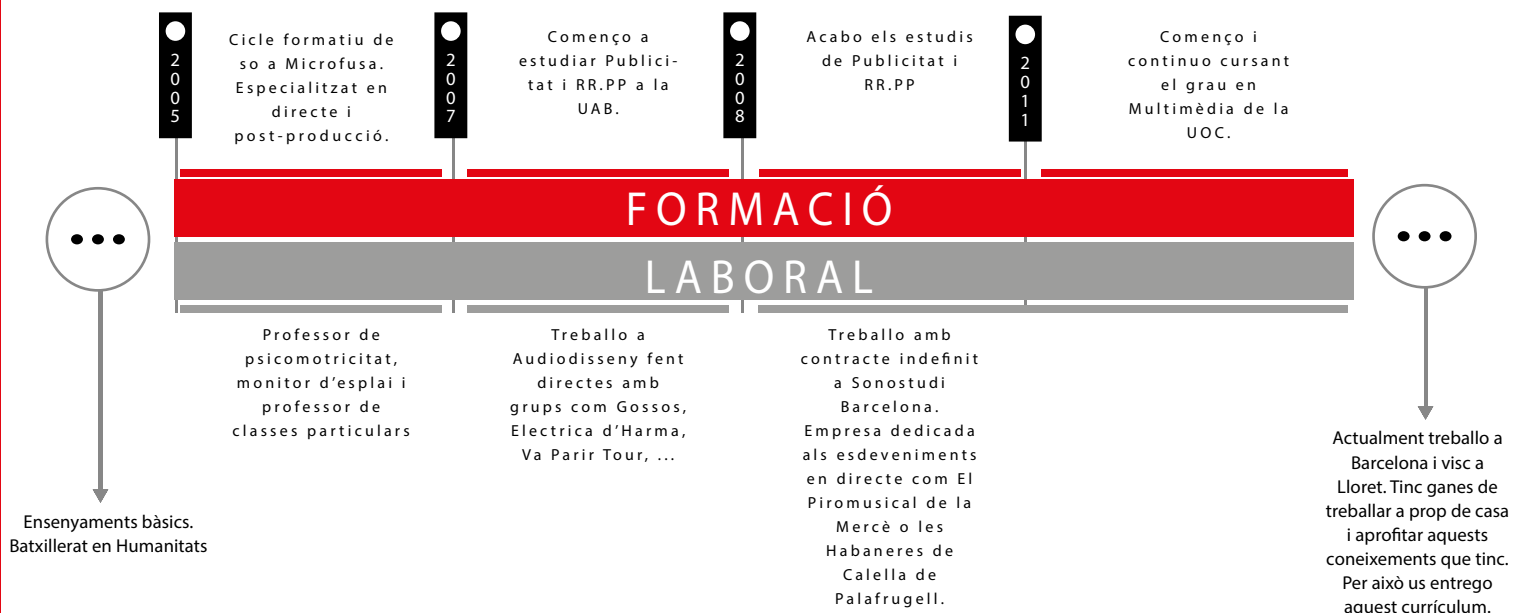 2005
Cicle formatiu de
so a Microfusa.
Especialitzat en
directe i
post-producció.
2007
Començo a
estudiar Publici-
tat i RR.PP a la
UAB.
2008
Acabo els estudis
de Publicitat i
RR.PP
2011
Començo i
continuo cursant
el grau en
Multimèdia de la
UOC.
FORMACIÓ
LABORAL
Professor de
psicomotricitat,
monitor d'esplai i
professor de
classes particulars
Treballo a
Audiodisseny fent
directes amb
grups com Gossos,
Electrica d'Harma,
Va Parir Tour, ...
Treballo amb
contracte indefinit
a Sonostudi
Barcelona.
Empresa dedicada
als esdeveniments
en directe com El
Piromusical de la
Mercè o les
Habaneres de
Calella de
Palafrugell.
Ensenyaments bàsics.
Batxillerat en Humanitats
Actualment treballo a
Barcelona i visc a
Lloret. Tinc ganes de
treballar a prop de casa
i aprofitar aquests
coneixements que tinc.
Per això us entrego
aquest currículum.